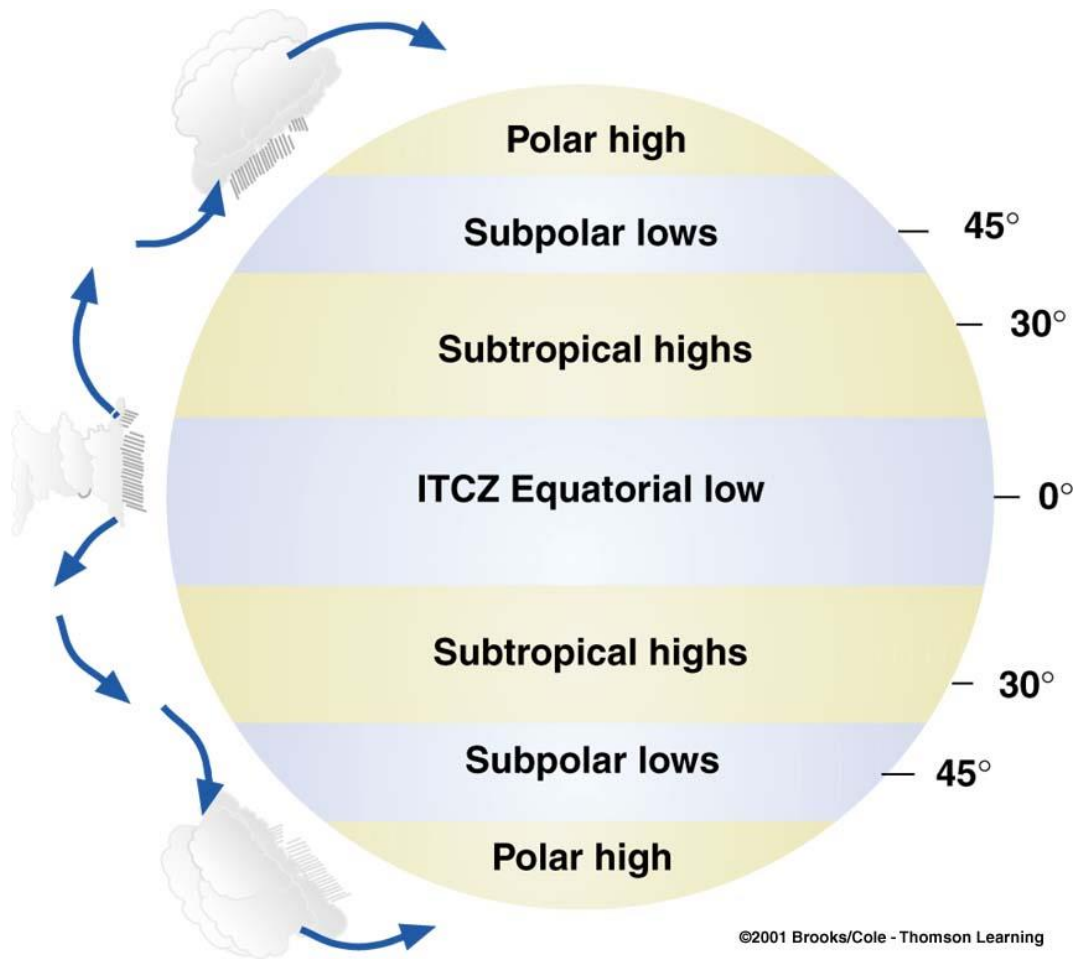 Polar high
Subpolar lows
45°
30°
Subtropical highs
ITCZ Equatorial low
0°
Subtropical highs
30°
Subpolar lows
45°
Polar high
©2001 Brooks/Cole - Thomson Learning